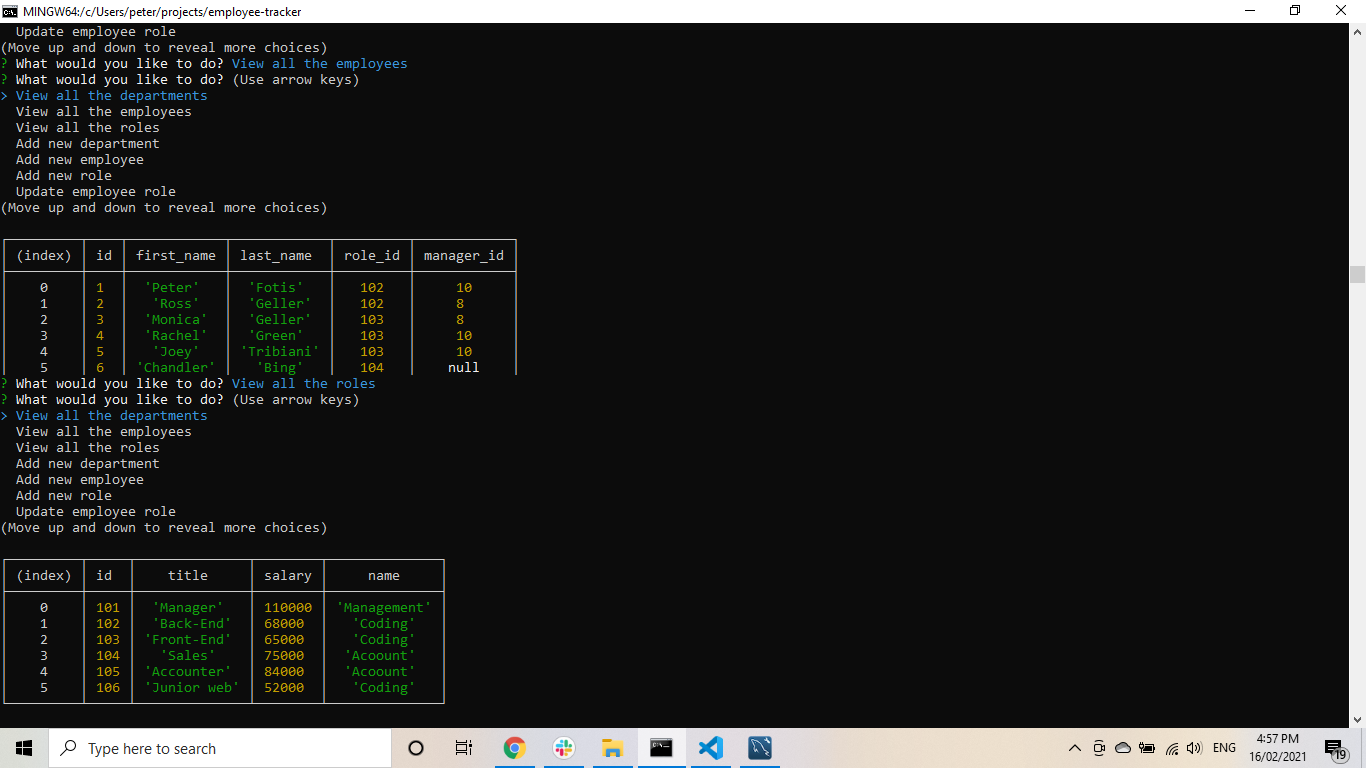 MINGW64:/c/Users/peter/projects/employee-tracker
Update employee role
(Move up and down to reveal more choices)
? What would you like to do? View all the employees
? What would you like to do? (Use arrow keys)
> View all the departments
View all the employees
View all the roles
Add new department
Add new employee
Add new role
Update employee role
(Move up and down to reveal more choices)
(index) id first_name last_name role_id manager_id
0 1 'Peter' 'Fotis' 102 10
1 2 'Ross' 'Geller' 102 8
2 3 'Monica' 'Geller' 103 8
3 4 'Rachel' 'Green' 103 10
4 5 'Joey' 'Tribiani' 103 10
5 6 'Chandler' 'Bing' 104 null
? What would you like to do? View all the roles
? What would you like to do? (Use arrow keys)
> View all the departments
View all the employees
View all the roles
Add new department
Add new employee
Add new role
Update employee role
(Move up and down to reveal more choices)
(index) id title salary name
0 101 'Manager' 110000 'Management'
1 102 'Back-End' 68000 'Coding'
2 103 'Front-End' 65000 'Coding'
3 104 'Sales' 75000 'Acoount'
4 105 'Accounter' 84000 'Acoount'
5 106 'Junior web' 52000 'Coding'
Type here to search
ENG
4:57 PM
16/02/2021
19